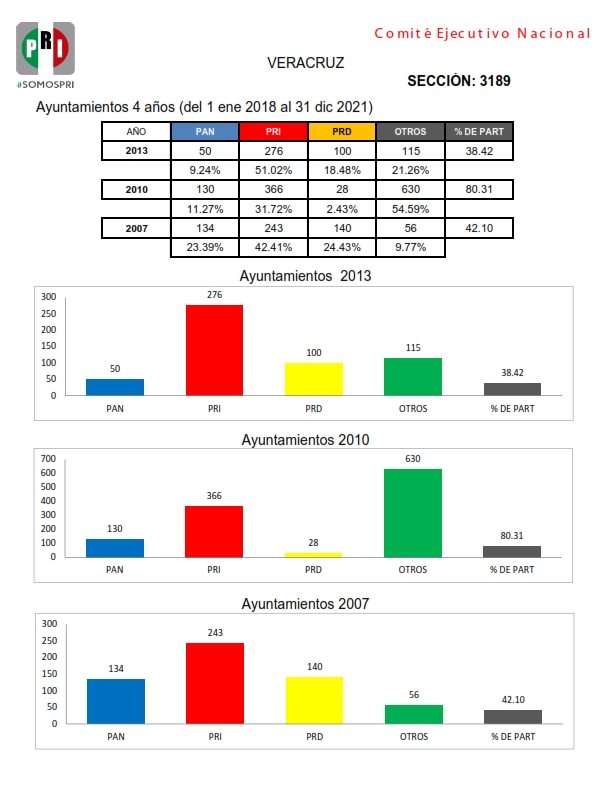 Comité Ejecutivo Nacional
PRI
#SOMOSPRI
VERACRUZ
SECCIÓN: 3189
Ayuntamientos 4 años (del 1 ene 2018 al 31 dic 2021)
AÑO PAN PRI PRD OTROS % DE PART
2013 50 276 100 115 38.42
9.24% 51.02% 18.48% 21.26%
2010 130 366 28 630 80.31
11.27% 31.72% 2.43% 54.59%
2007 134 243 140 56 42.10
23.39% 42.41% 24.43% 9.77%
Ayuntamientos 2013
300
250
200
150
100
50
0
50 276 100 115 38.42
PAN PRI PRD OTROS % DE PART
Ayuntamientos 2010
700
600
500
400
300
200
100
0
130 366 28 630 80.31
PAN PRI PRD OTROS % DE PART
Ayuntamientos 2007
300
250
200
150
100
50
0
134 243 140 56 42.10
PAN PRI PRD OTROS % DE PART